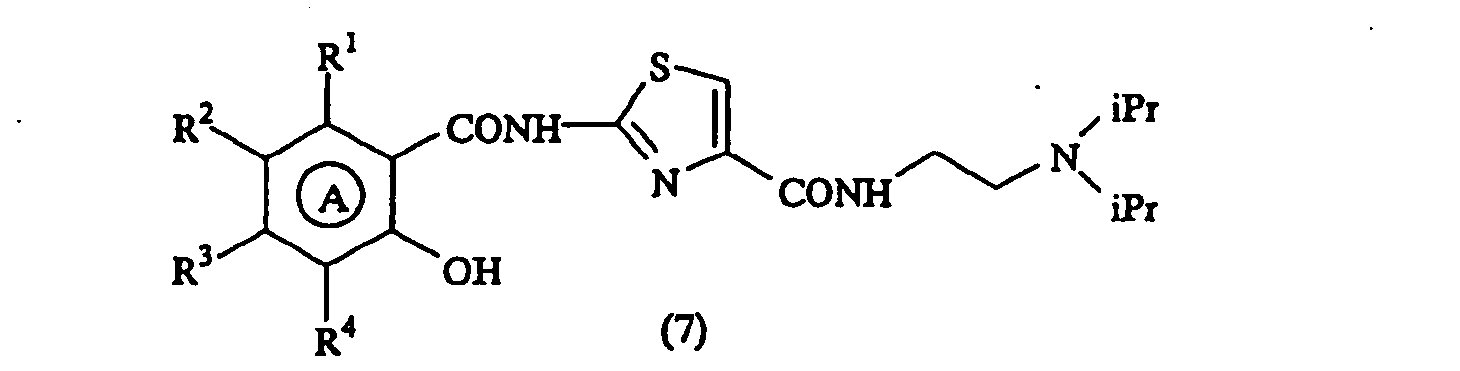 R¹
R² CONH S iPr
A N CONH N iPr
R³ OH
R⁴ (7)